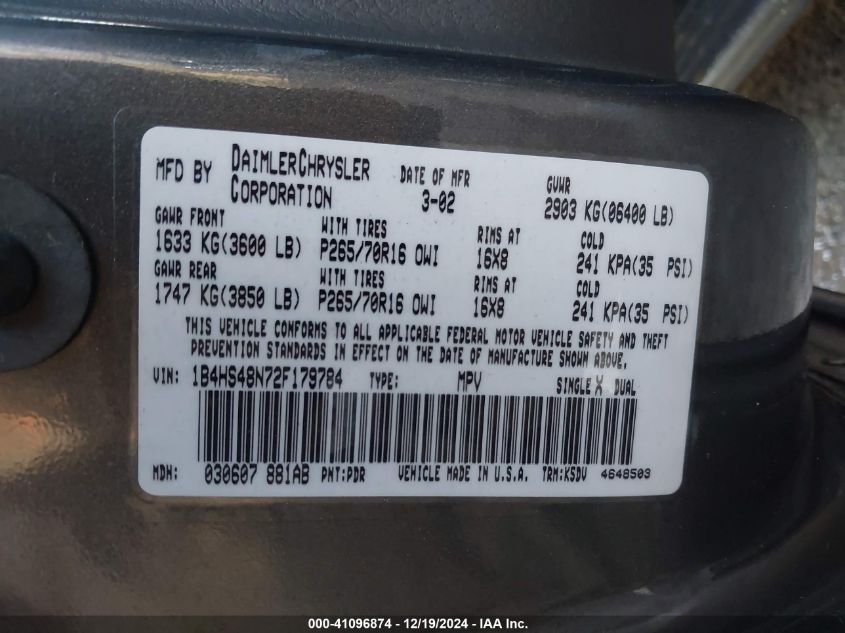 MFD BY DAIMLERCHRYSLER CORPORATION DATE OF MFR 3-02 GVWR 2903 KG(06400 LB)
GAWR FRONT WITH TIRES RIMS AT COLD
1633 KG(3600 LB) P265/70R16 OWI 16X8 241 KPA(35 PSI)
GAWR REAR WITH TIRES RIMS AT COLD
1747 KG(3850 LB) P265/70R16 OWI 16X8 241 KPA(35 PSI)
THIS VEHICLE CONFORMS TO ALL APPLICABLE FEDERAL MOTOR VEHICLE SAFETY AND THEFT
PREVENTION STANDARDS IN EFFECT ON THE DATE OF MANUFACTURE SHOWN ABOVE.
VIN: 1B4HS48N72F179784 TYPE: MPV SINGLE X DUAL
MDH: 030607 881AB PNT:PDR VEHICLE MADE IN U.S.A. TRM:K5DV 4648503
000-41096874 - 12/19/2024 - IAAI.COM